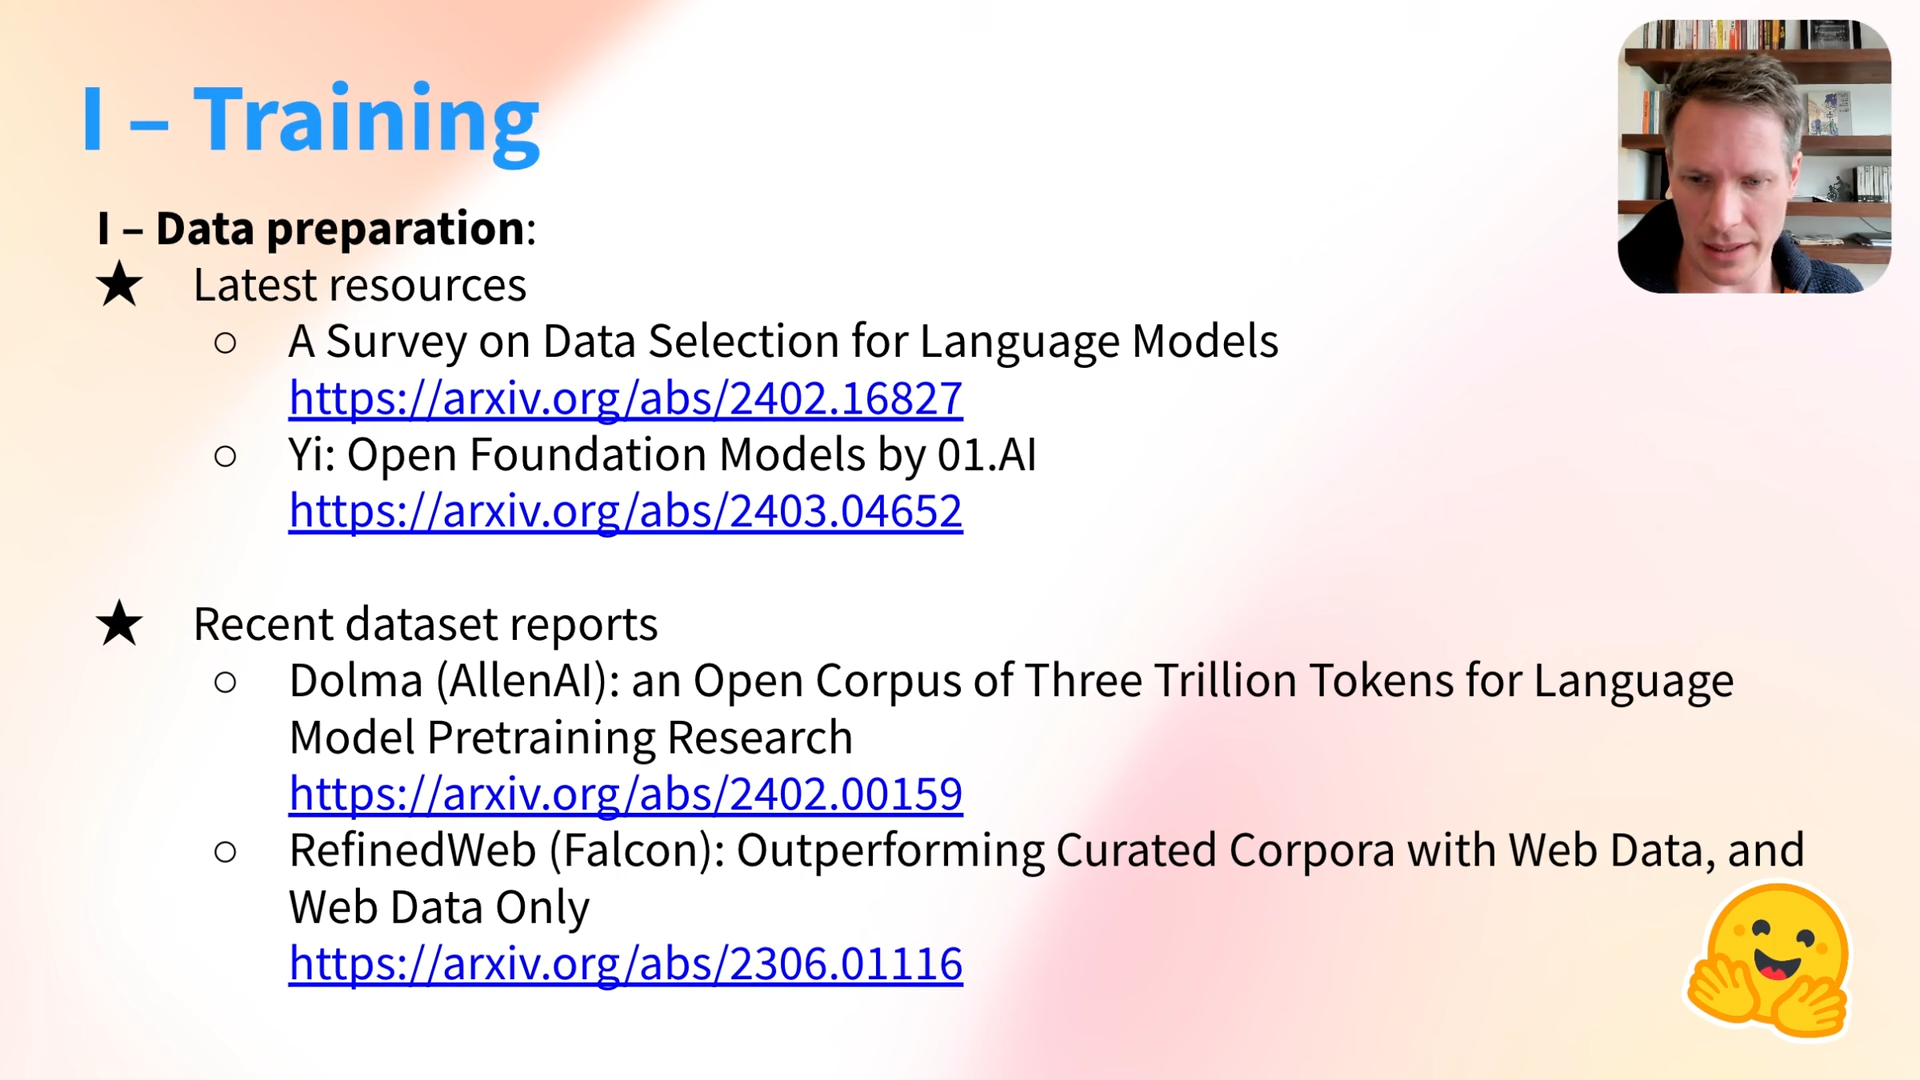 I – Training
I – Data preparation:
★ Latest resources
○ A Survey on Data Selection for Language Models
https://arxiv.org/abs/2402.16827
○ Yi: Open Foundation Models by 01.AI
https://arxiv.org/abs/2403.04652
★ Recent dataset reports
○ Dolma (AllenAI): an Open Corpus of Three Trillion Tokens for Language
Model Pretraining Research
https://arxiv.org/abs/2402.00159
○ RefinedWeb (Falcon): Outperforming Curated Corpora with Web Data, and
Web Data Only
https://arxiv.org/abs/2306.01116